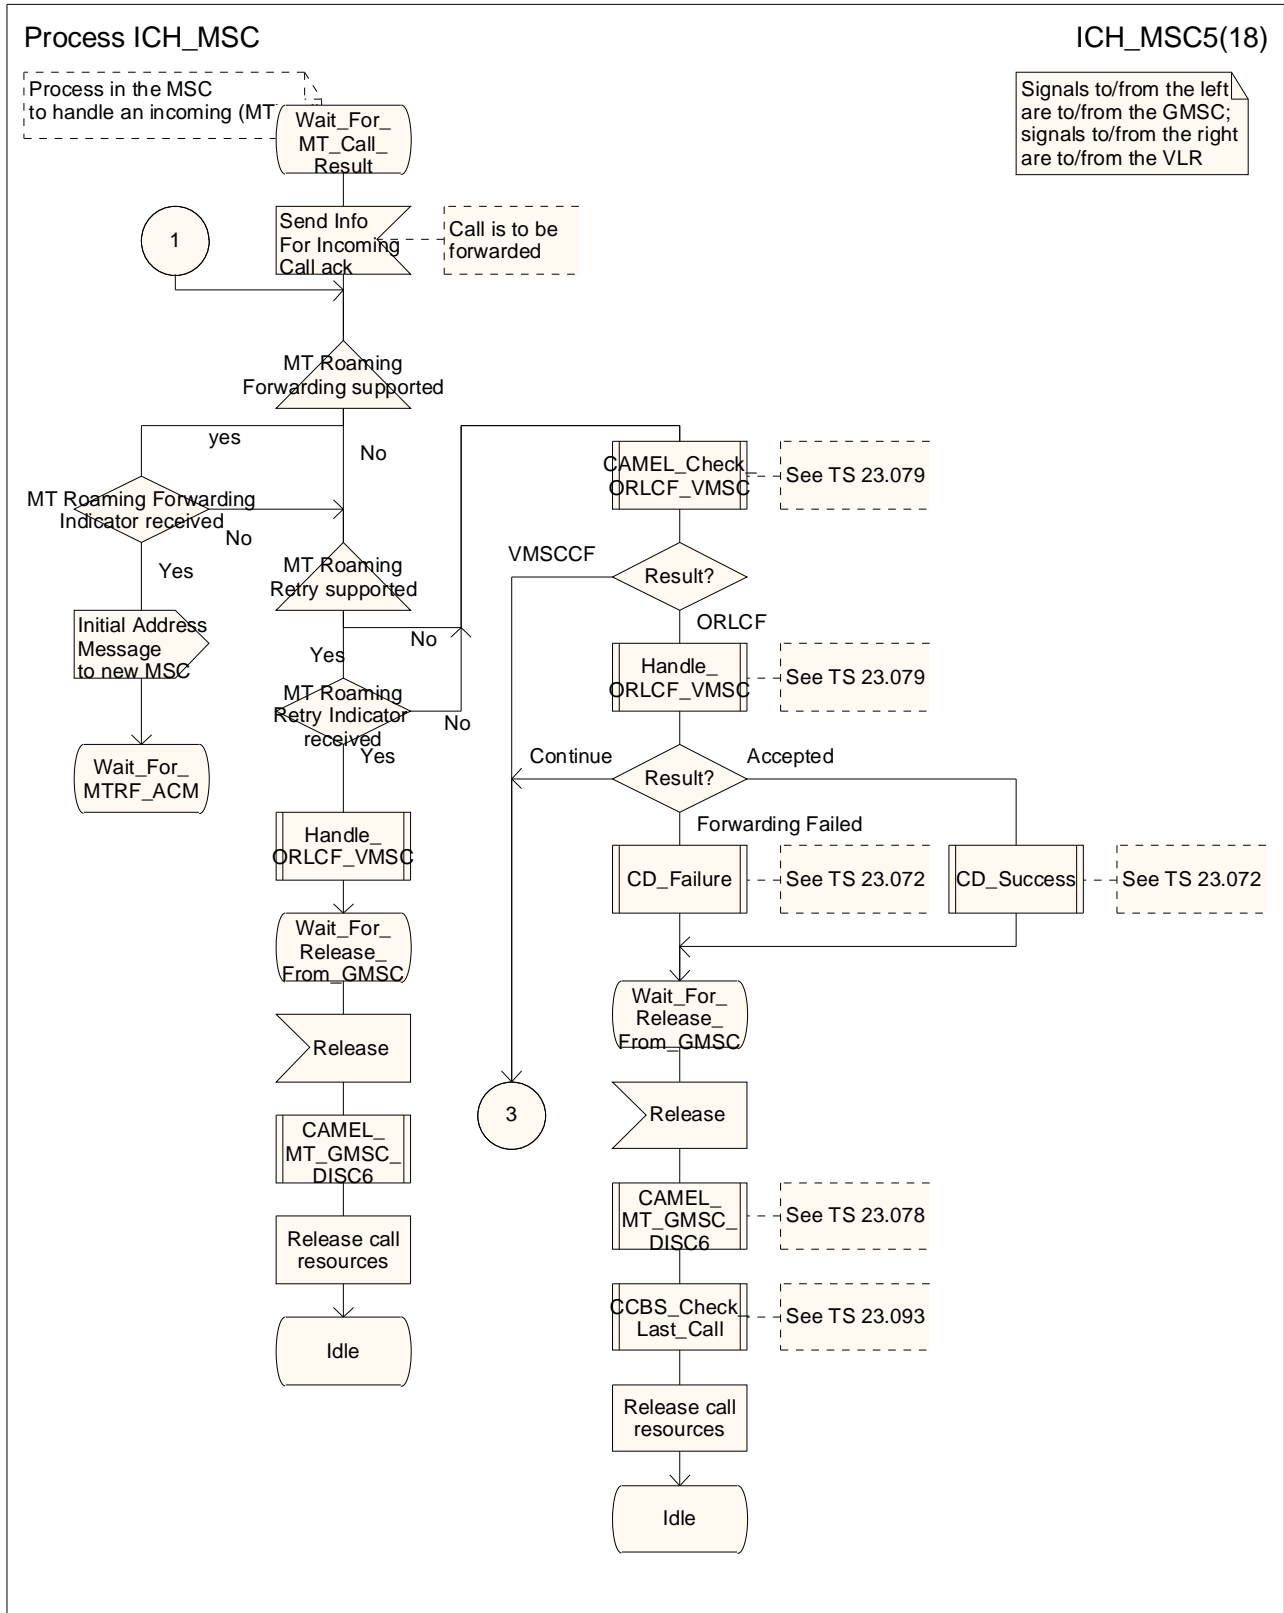 Process ICH_MSC
ICH_MSC5(18)
Process in the MSC
to handle an incoming (MT
Signals to/from the left
are to/from the GMSC;
signals to/from the right
are to/from the VLR
Wait_For_
MT_Call_
Result
1
Send Info
For Incoming
Call ack
Call is to be
forwarded
MT Roaming
Forwarding supported
yes
No
MT Roaming Forwarding
Indicator received
No
Yes
Initial Address
Message
to new MSC
Wait_For_
MTRF_ACM
MT Roaming
Retry supported
No
Yes
MT Roaming
Retry Indicator
received
No
Yes
Handle_
ORLCF_VMSC
Wait_For_
Release_
From_GMSC
Release
CAMEL_
MT_GMSC_
DISC6
Release call
resources
Idle
CAMEL_Check_
ORLCF_VMSC
See TS 23.079
VMSCCF
Result?
ORLCF
Handle_
ORLCF_VMSC
See TS 23.079
Continue
Result?
Accepted
Forwarding Failed
CD_Failure
See TS 23.072
CD_Success
See TS 23.072
Wait_For_
Release_
From_GMSC
3
Release
CAMEL_
MT_GMSC_
DISC6
See TS 23.078
CCBS_Check_
Last_Call
See TS 23.093
Release call
resources
Idle